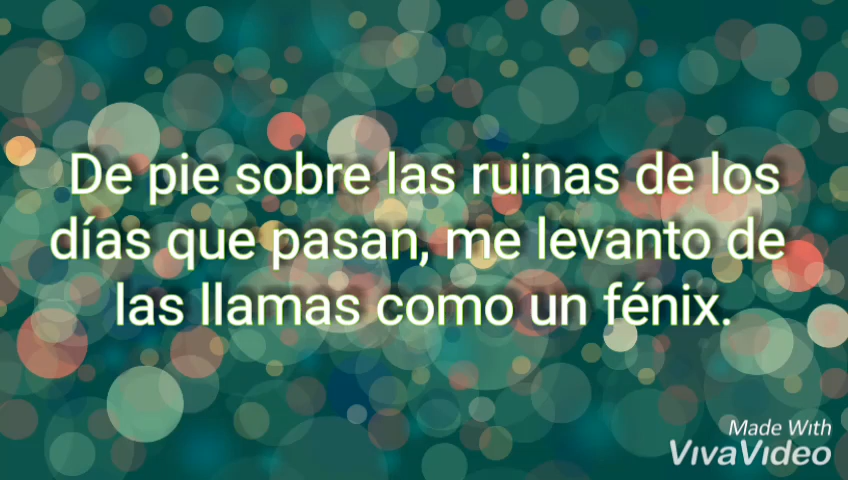 De pie sobre las ruinas de los
días que pasan, me levanto de
las llamas como un fénix.
Made With
VivaVideo